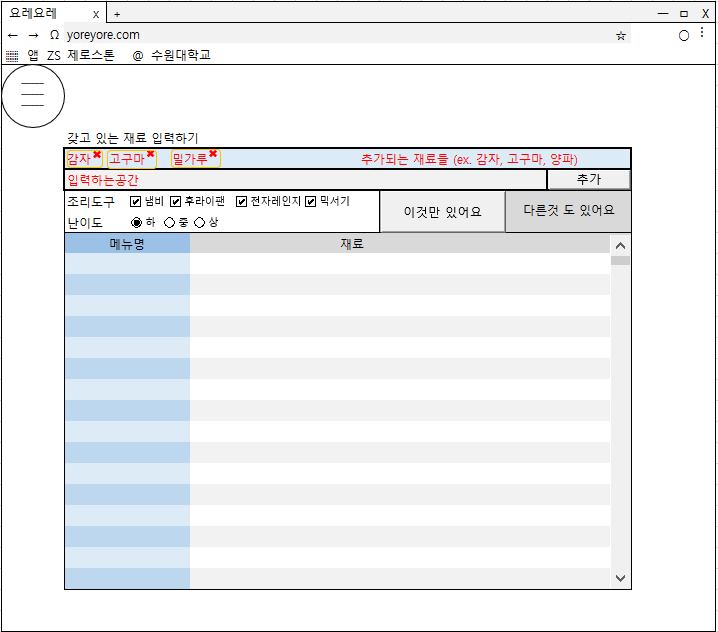 요레요레 x +
yoreyore.com
앱 ZS 제로스톤 @ 수원대학교
갖고 있는 재료 입력하기
감자 고구마 밀가루 추가되는 재료들 (ex. 감자, 고구마, 양파)
입력하는공간 추가
조리도구 냄비 후라이팬 전자레인지 믹서기
난이도 하 중 상
이것만 있어요 다른것 도 있어요
메뉴명 재료